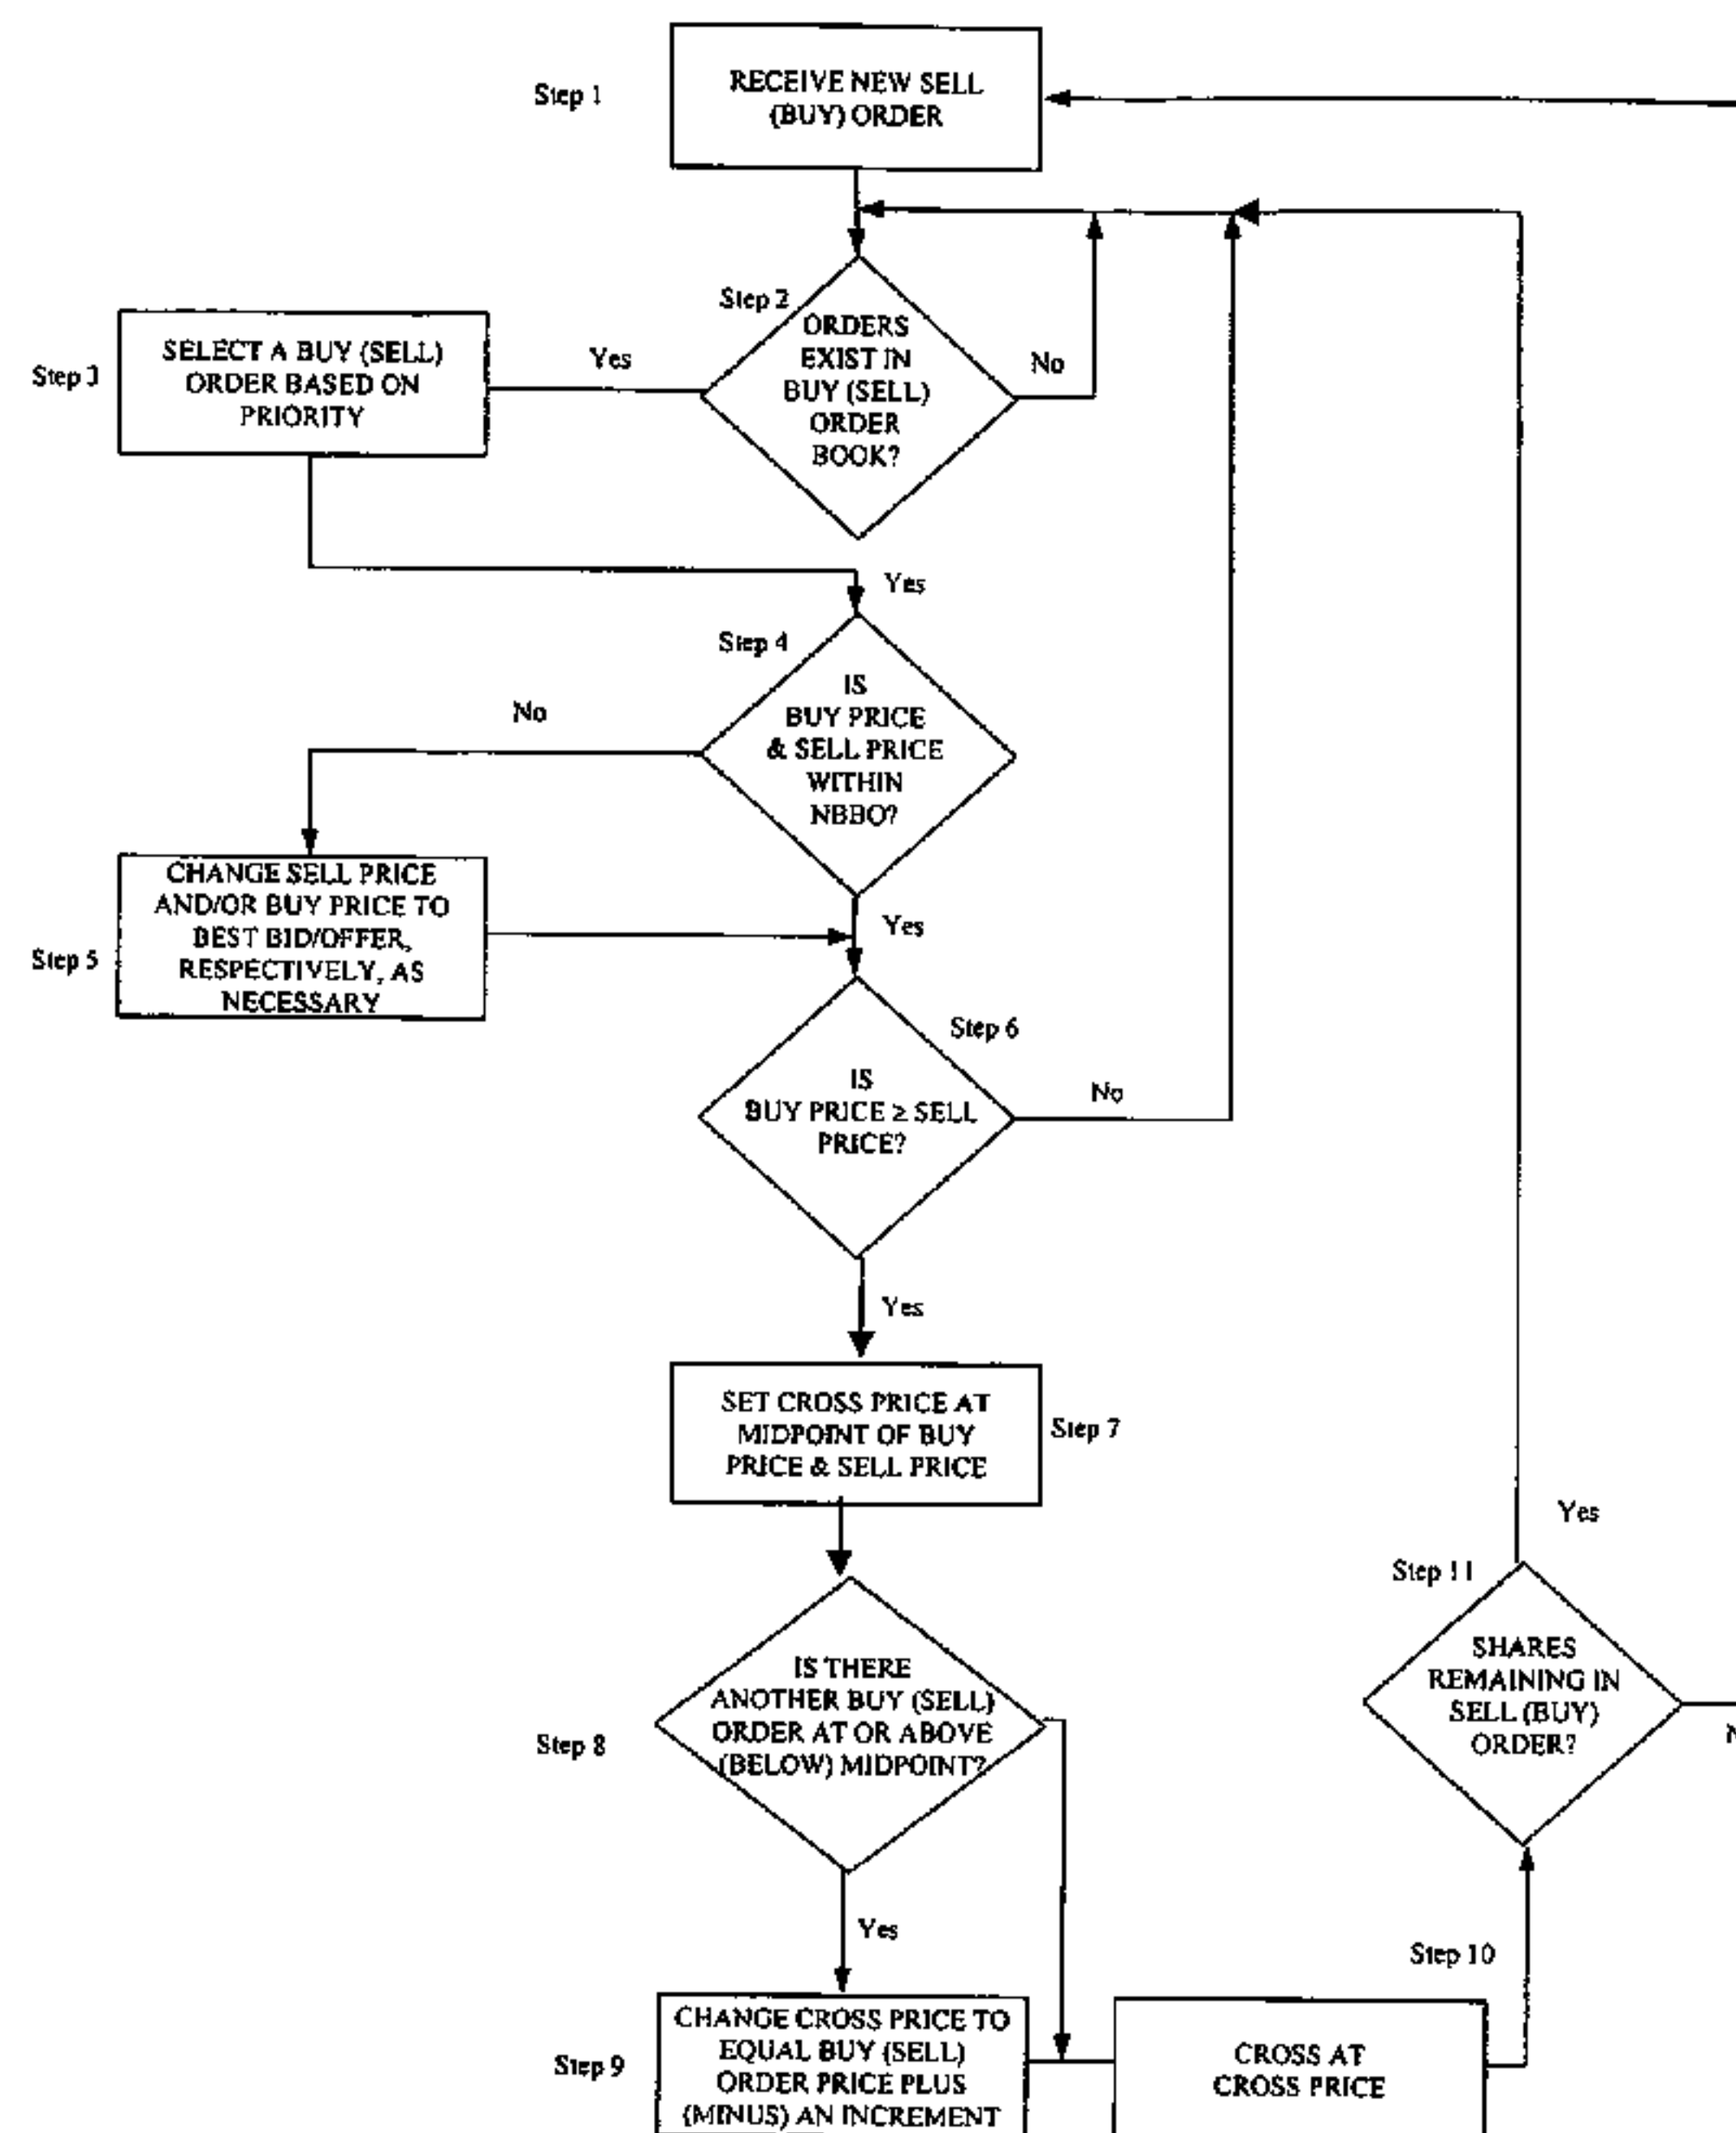 Step 1
RECEIVE NEW SELL
(BUY) ORDER
Step 2
ORDERS
EXIST IN
BUY (SELL)
ORDER
BOOK?
Yes
No
Step 3
SELECT A BUY (SELL)
ORDER BASED ON
PRIORITY
Yes
Step 4
IS
BUY PRICE
& SELL PRICE
WITHIN
NBBO?
No
Yes
Step 5
CHANGE SELL PRICE
AND/OR BUY PRICE TO
BEST BID/OFFER,
RESPECTIVELY, AS
NECESSARY
Step 6
IS
BUY PRICE ≥ SELL
PRICE?
No
Yes
SET CROSS PRICE AT
MIDPOINT OF BUY
PRICE & SELL PRICE
Step 7
Step 8
IS THERE
ANOTHER BUY (SELL)
ORDER AT OR ABOVE
(BELOW) MIDPOINT?
Yes
Step 9
CHANGE CROSS PRICE TO
EQUAL BUY (SELL)
ORDER PRICE PLUS
(MINUS) AN INCREMENT
Step 10
CROSS AT
CROSS PRICE
Yes
Step 11
SHARES
REMAINING IN
SELL (BUY)
ORDER?